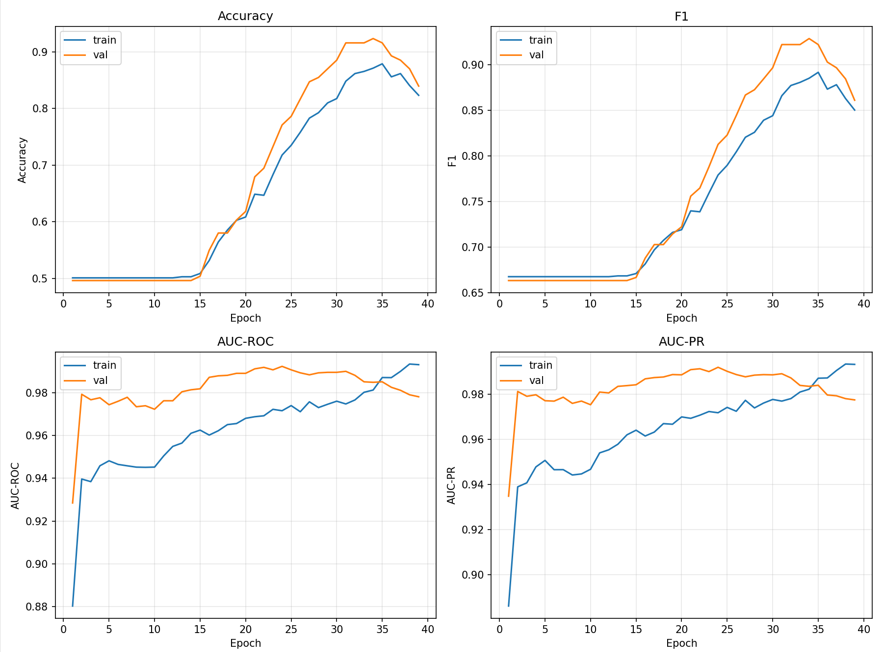 Accuracy
train
val
0.9
0.8
0.7
0.6
0.5
Accuracy
0 5 10 15 20 25 30 35 40
Epoch
F1
train
val
0.90
0.85
0.80
0.75
0.70
0.65
F1
0 5 10 15 20 25 30 35 40
Epoch
AUC-ROC
train
val
0.98
0.96
0.94
0.92
0.90
0.88
AUC-ROC
0 5 10 15 20 25 30 35 40
Epoch
AUC-PR
train
val
0.98
0.96
0.94
0.92
0.90
AUC-PR
0 5 10 15 20 25 30 35 40
Epoch